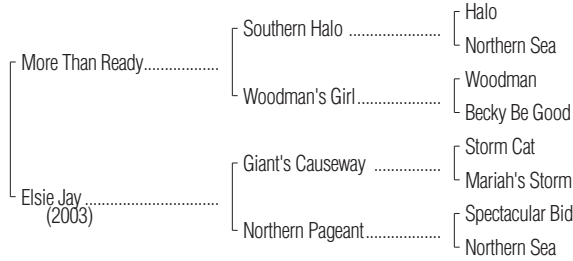 Halo
Southern Halo ...................
Northern Sea
More Than Ready...............
Woodman
Woodman's Girl.................
Becky Be Good
Storm Cat
Giant's Causeway ..............
Mariah's Storm
Elsie Jay ...........................
(2003)
Spectacular Bid
Northern Pageant...............
Northern Sea